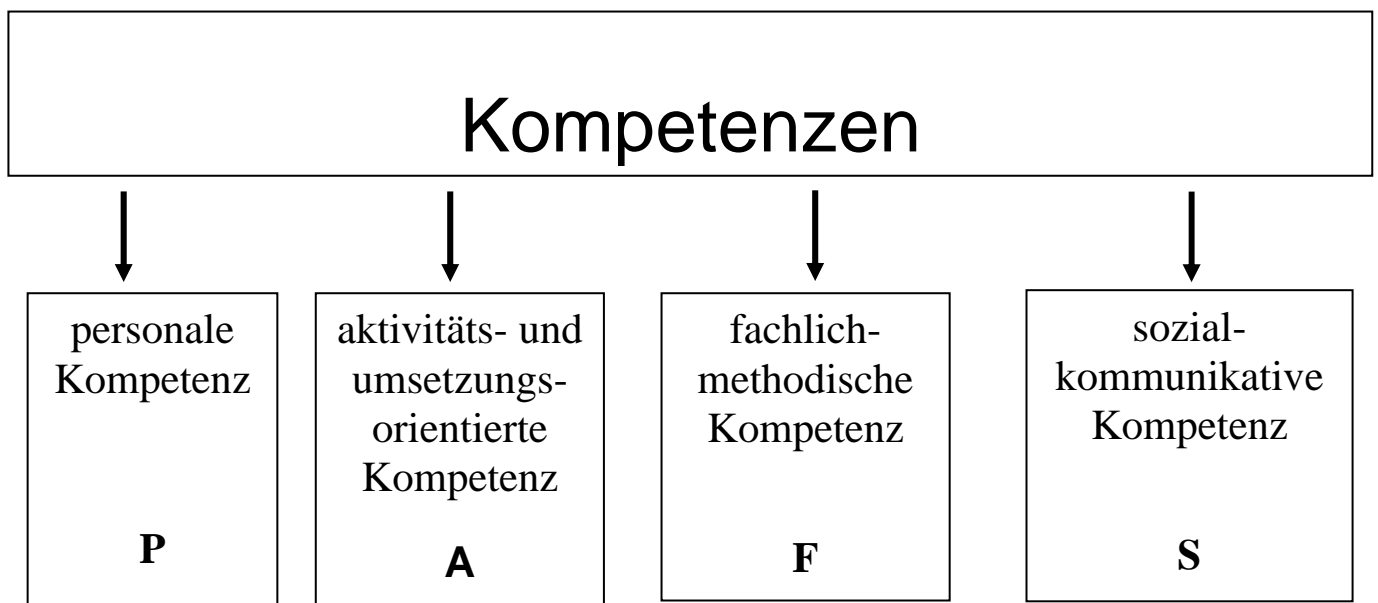 Kompetenzen
personale
Kompetenz
P
aktivitäts- und
umsetzungs-
orientierte
Kompetenz
A
fachlich-
methodische
Kompetenz
F
sozial-
kommunikative
Kompetenz
S